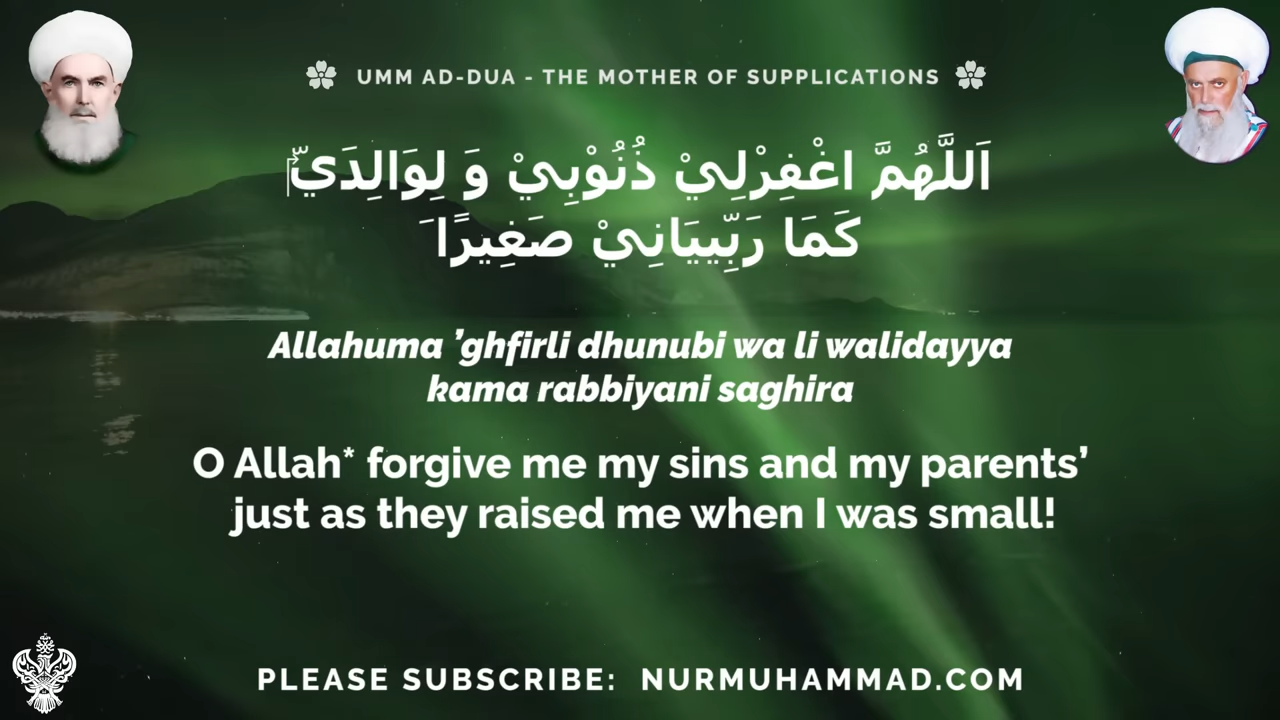 UMM AD-DUA - THE MOTHER OF SUPPLICATIONS
اَللَّهُمَّ اغْفِرْلِيْ ذُنُوْبِيْ وَ لِوَالِدَيّْ
كَمَا رَبِّييَانِيْ صَغِيرًا
Allahuma ’ghfirli dhunubi wa li walidayya
kama rabbiyani saghira
O Allah* forgive me my sins and my parents’
just as they raised me when I was small!
PLEASE SUBSCRIBE: NURMUHAMMAD.COM